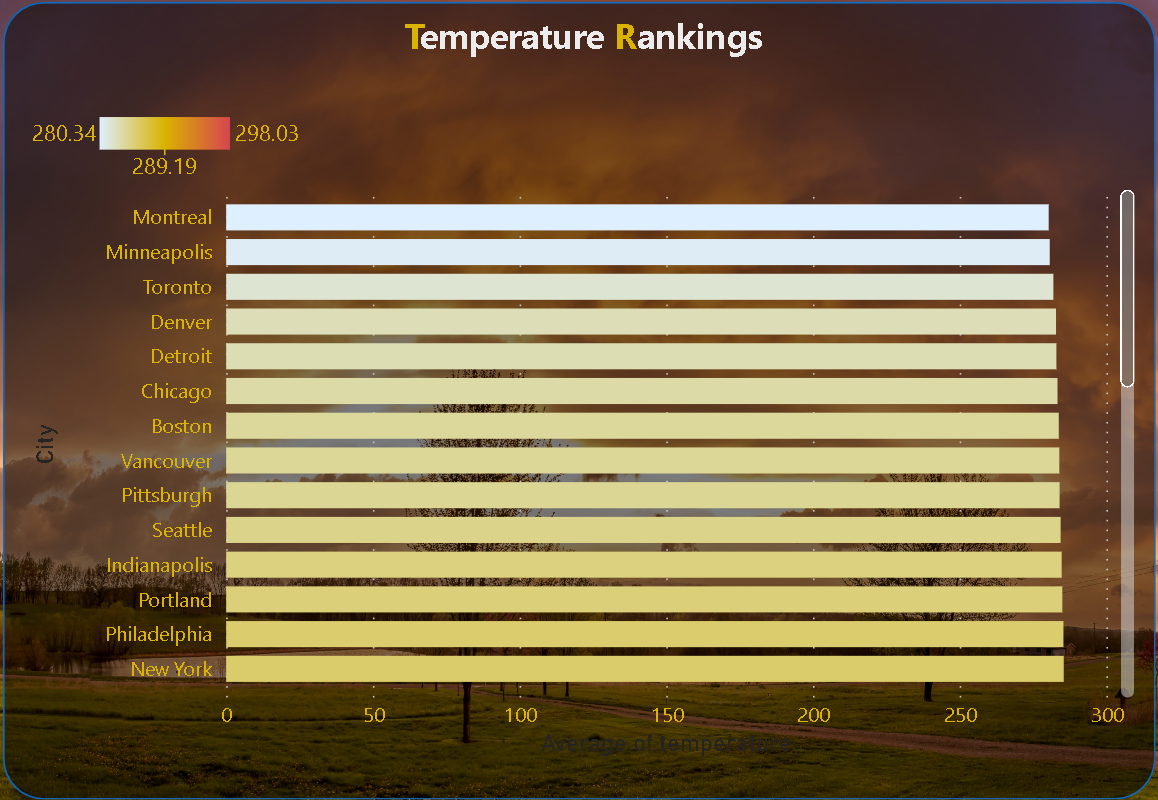 Temperature Rankings
280.34 298.03
289.19
Montreal
Minneapolis
Toronto
Denver
Detroit
Chicago
Boston
Vancouver
Pittsburgh
Seattle
Indianapolis
Portland
Philadelphia
New York
City
0 50 100 150 200 250 300
Average of Temperature